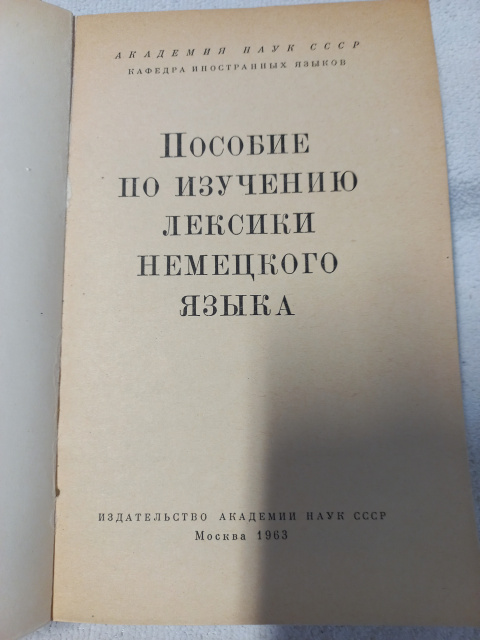 АКАДЕМИЯ НАУК СССР
КАФЕДРА ИНОСТРАННЫХ ЯЗЫКОВ
ПОСОБИЕ
ПО ИЗУЧЕНИЮ
ЛЕКСИКИ
НЕМЕЦКОГО
ЯЗЫКА
ИЗДАТЕЛЬСТВО АКАДЕМИИ НАУК СССР
Москва 1963